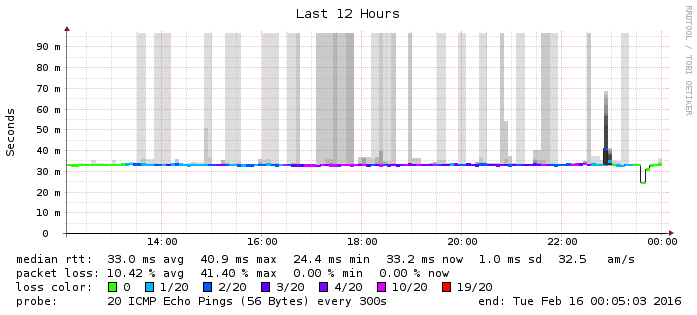 Last 12 Hours
RRDTOOL / TOBI OETIKER
Seconds
90 m
80 m
70 m
60 m
50 m
40 m
30 m
20 m
10 m
0
14:00 16:00 18:00 20:00 22:00 00:00
median rtt: 33.0 ms avg 40.9 ms max 24.4 ms min 33.2 ms now 1.0 ms sd 32.5 am/s
packet loss: 10.42 % avg 41.40 % max 0.00 % min 0.00 % now
loss color: 0 1/20 2/20 3/20 4/20 10/20 19/20
probe: 20 ICMP Echo Pings (56 Bytes) every 300s end: Tue Feb 16 00:05:03 2016